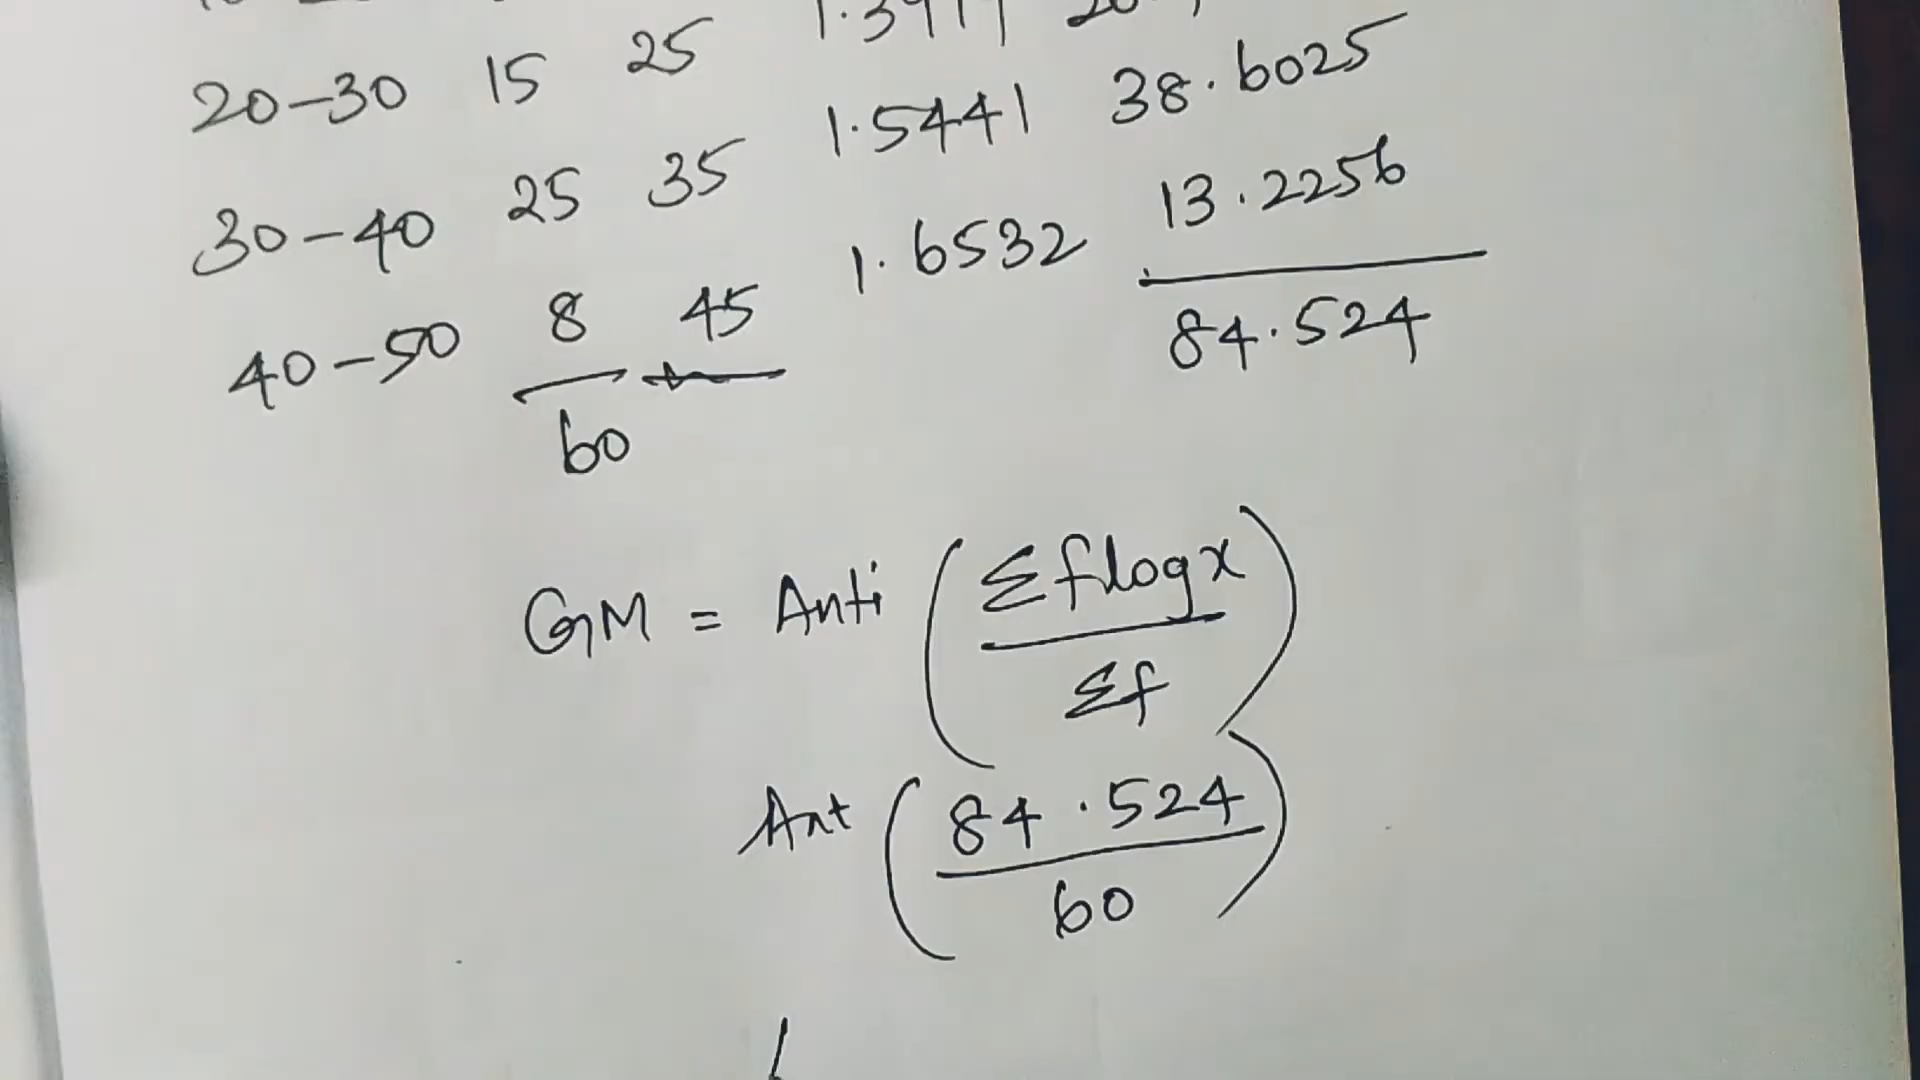 20-30 15 25
30-40 25 35 1.5441 38.6025
40-50 8 45 1.6532 13.2256
60 84.524
GM = Anti ( Σflogx / Σf )
Ant ( 84.524 / 60 )